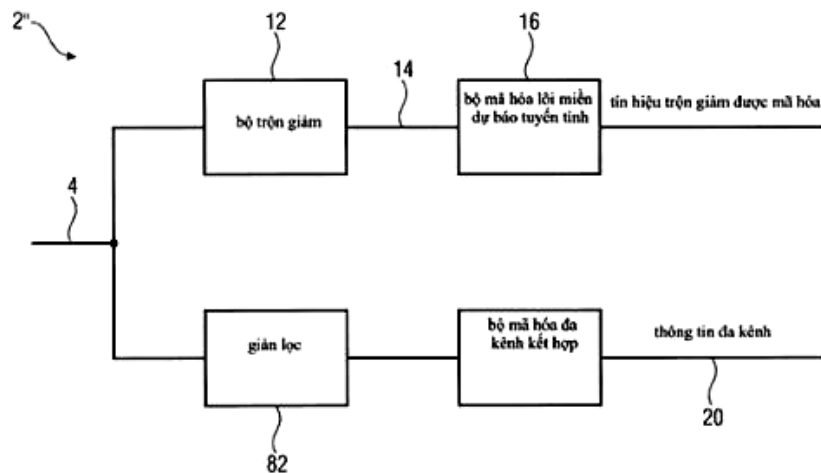 2"
12
16
14
bộ trộn giảm
bộ mã hóa lõi miền
dự báo tuyến tính
tín hiệu trộn giảm được mã hóa
4
giàn lọc
bộ mã hóa đa
kênh kết hợp
thông tin đa kênh
82
20